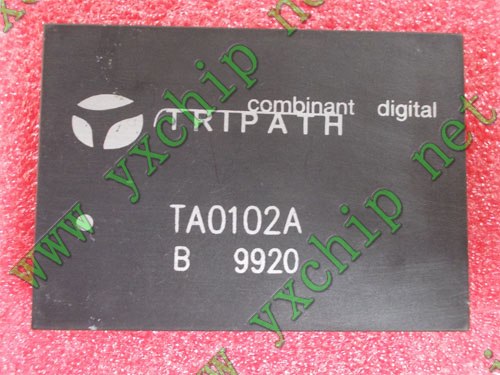 combinant digital
TRIPATH
TA0102A
B 9920
www.yxchip.net
www.yxchip.net